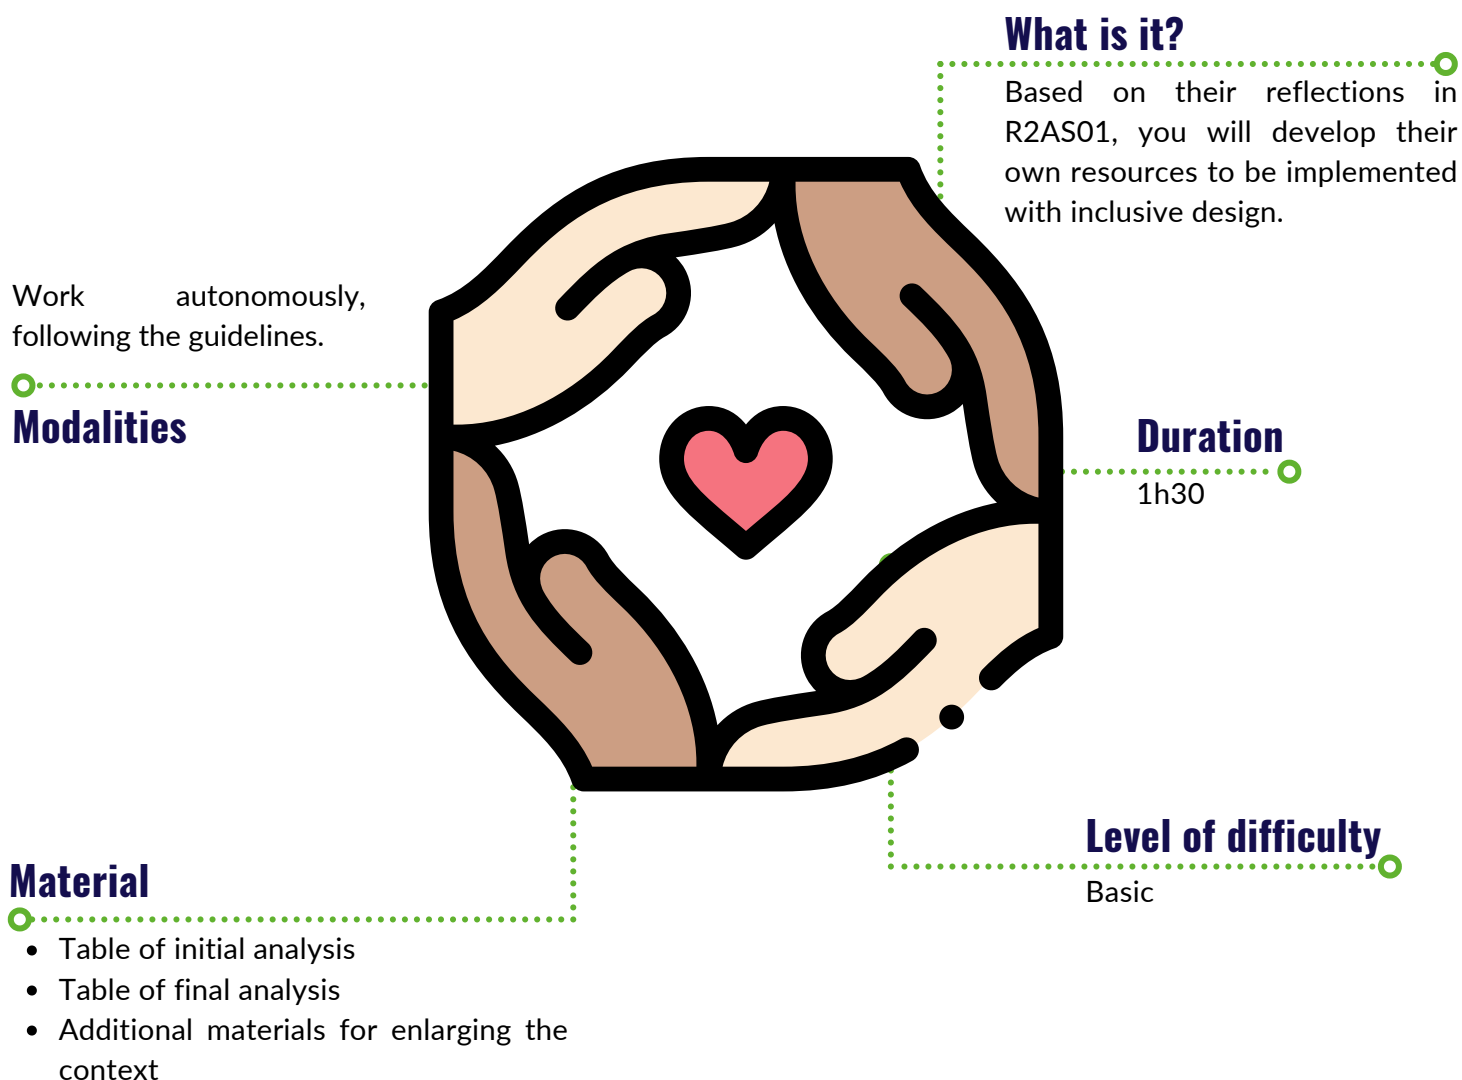 What is it?
Based on their reflections in
R2AS01, you will develop their
own resources to be implemented
with inclusive design.
Work autonomously,
following the guidelines.
Modalities
Duration
1h30
Level of difficulty
Basic
Material
• Table of initial analysis
• Table of final analysis
• Additional materials for enlarging the
context